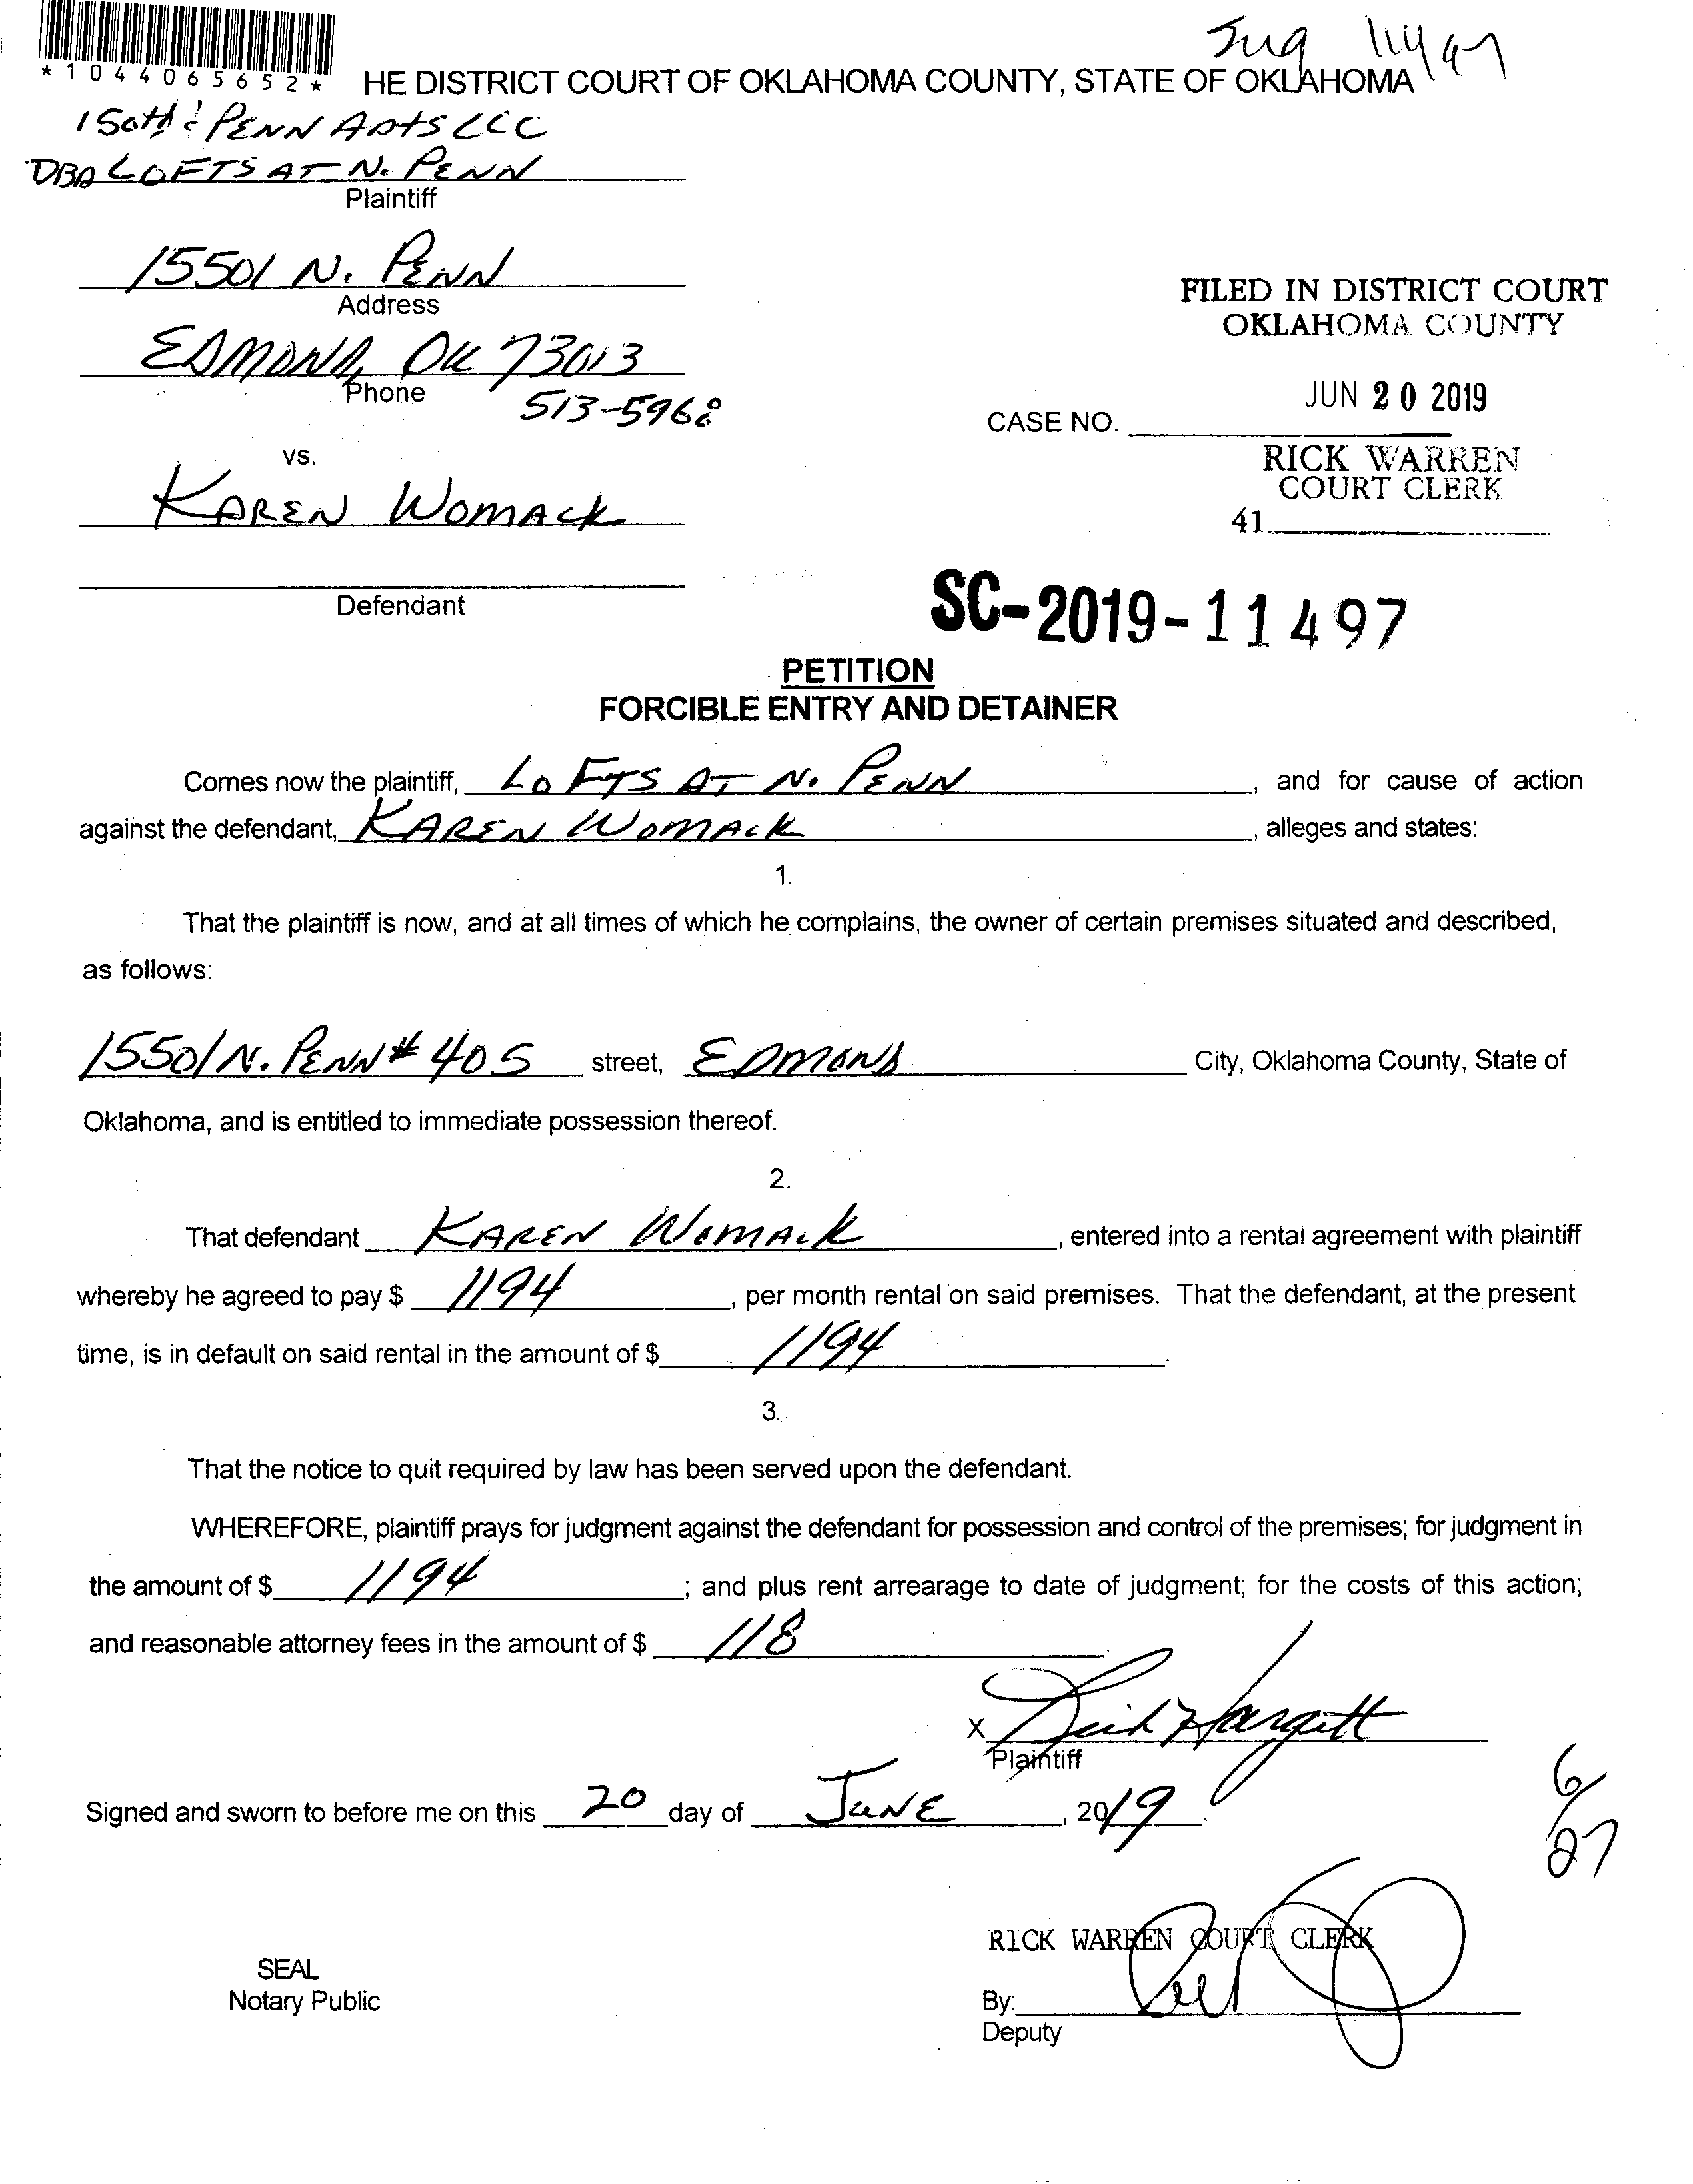 11497
*1044065652*
HE DISTRICT COURT OF OKLAHOMA COUNTY, STATE OF OKLAHOMA
150th & PENN APTS LLC
DBA LOFTS AT N. PENN
Plaintiff
15501 N. PENN
Address
EDMOND, OK 73013
Phone
513-5968
FILED IN DISTRICT COURT
OKLAHOMA COUNTY
JUN 20 2019
CASE NO.
RICK WARREN
COURT CLERK
41
vs.
KAREN WOMACK
Defendant
SC-2019-11497
PETITION
FORCIBLE ENTRY AND DETAINER
Comes now the plaintiff, LOFTS AT N. PENN, and for cause of action
against the defendant, KAREN WOMACK, alleges and states:
1.
That the plaintiff is now, and at all times of which he complains, the owner of certain premises situated and described,
as follows:
15501 N. PENN # 405 street, EDMOND City, Oklahoma County, State of
Oklahoma, and is entitled to immediate possession thereof.
2.
That defendant KAREN WOMACK, entered into a rental agreement with plaintiff
whereby he agreed to pay $ 1194, per month rental on said premises. That the defendant, at the present
time, is in default on said rental in the amount of $ 1194.
3.
That the notice to quit required by law has been served upon the defendant.
WHEREFORE, plaintiff prays for judgment against the defendant for possession and control of the premises; for judgment in
the amount of $ 1194; and plus rent arrearage to date of judgment; for the costs of this action;
and reasonable attorney fees in the amount of $ 118
X Hargett
Plaintiff
Signed and sworn to before me on this 20 day of JUNE, 2019.
6/27
RICK WARREN COURT CLERK
SEAL
Notary Public
By:
Deputy